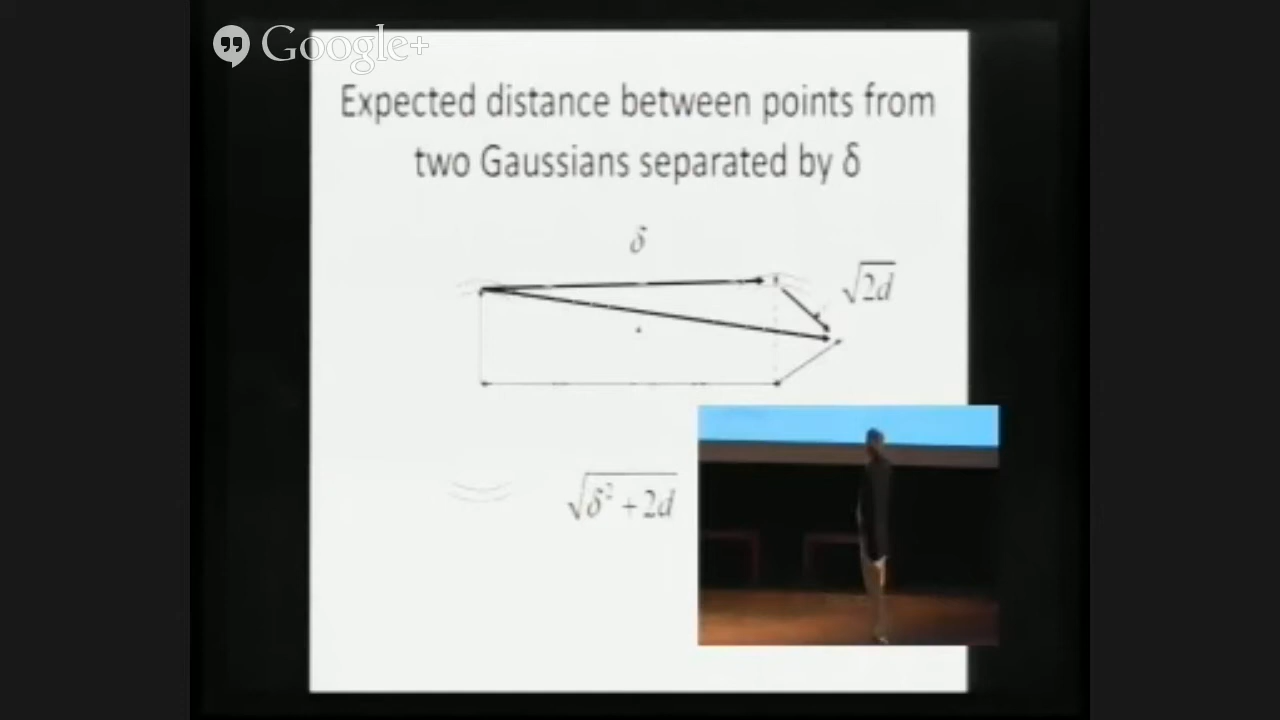 Google+
Expected distance between points from
two Gaussians separated by δ
δ
√2d
√δ² + 2d